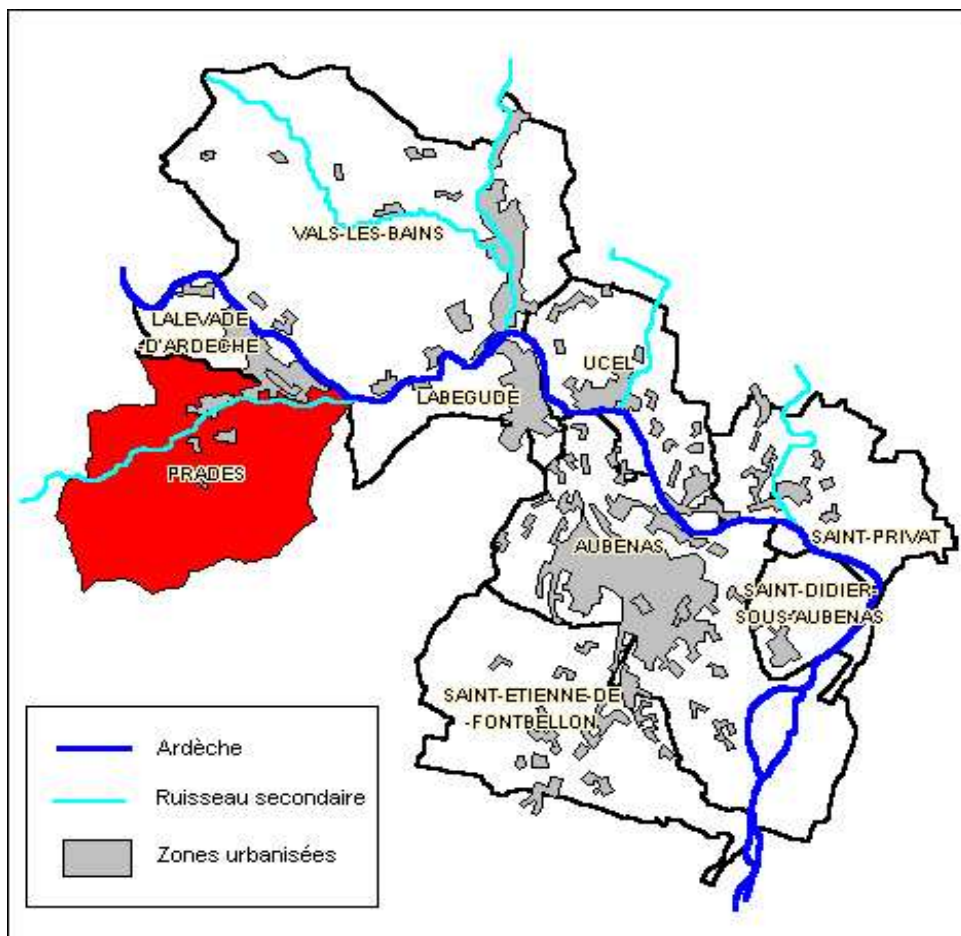 VALS-LES-BAINS
LALEVADE
-D'ARDECHE
UCEL
LABEGUDE
PRADES
SAINT-PRIVAT
AUBENAS
SAINT-DIDIER-
SOUS-AUBENAS
SAINT-ETIENNE-DE
-FONTBELLON
Ardèche
Ruisseau secondaire
Zones urbanisées